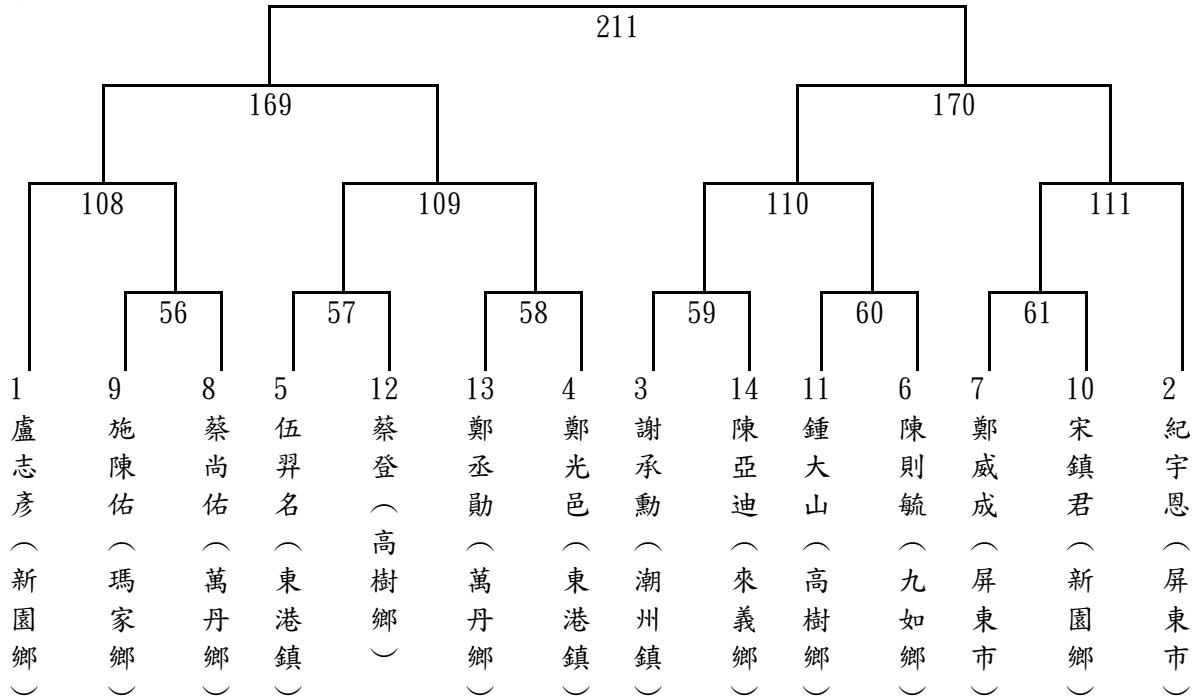 211
169 170
108 109 110 111
56 57 58 59 60 61
1 9 8 5 12 13 4 3 14 11 6 7 10 2
盧志彥（新園鄉）
施陳佑（瑪家鄉）
蔡尚佑（萬丹鄉）
伍羿名（東港鎮）
蔡登（高樹鄉）
鄭丞勛（萬丹鄉）
鄭光邑（東港鎮）
謝承勳（潮州鎮）
陳亞迪（來義鄉）
鍾大山（高樹鄉）
陳則毓（九如鄉）
鄭威成（屏東市）
宋鎮君（新園鄉）
紀宇恩（屏東市）